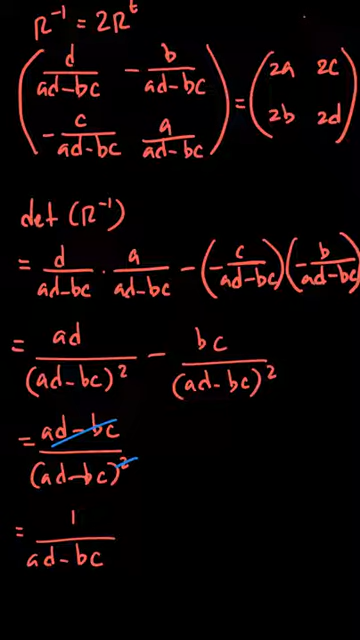 R⁻¹ = 2Rᵗ
( d/(ad-bc)  - b/(ad-bc) ; - c/(ad-bc)  a/(ad-bc) ) = ( 2a  2c ; 2b  2d )
det (R⁻¹)
= d/(ad-bc) · a/(ad-bc) - (- c/(ad-bc)) (- b/(ad-bc))
= ad/(ad-bc)² - bc/(ad-bc)²
= (ad-bc)/(ad-bc)²
= 1/(ad-bc)